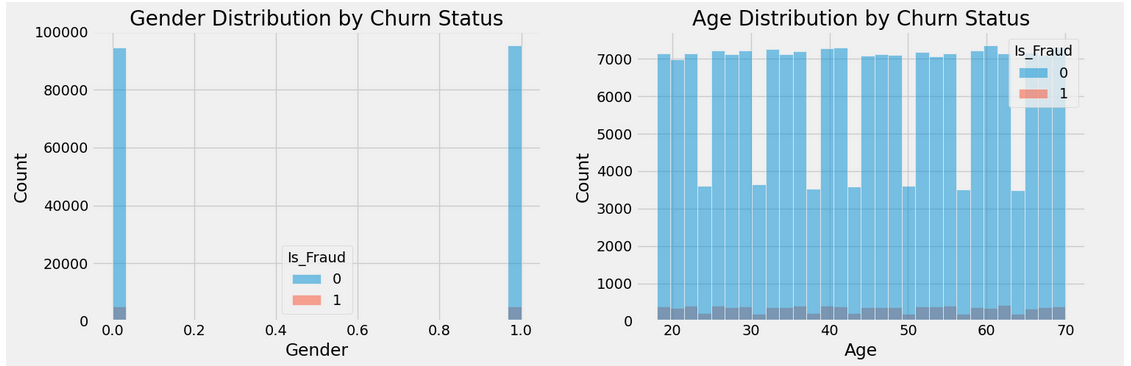 Gender Distribution by Churn Status
100000
80000
60000
40000
20000
0
Count
Is_Fraud
0
1
0.0 0.2 0.4 0.6 0.8 1.0
Gender
Age Distribution by Churn Status
7000
6000
5000
4000
3000
2000
1000
0
Count
Is_Fraud
0
1
20 30 40 50 60 70
Age